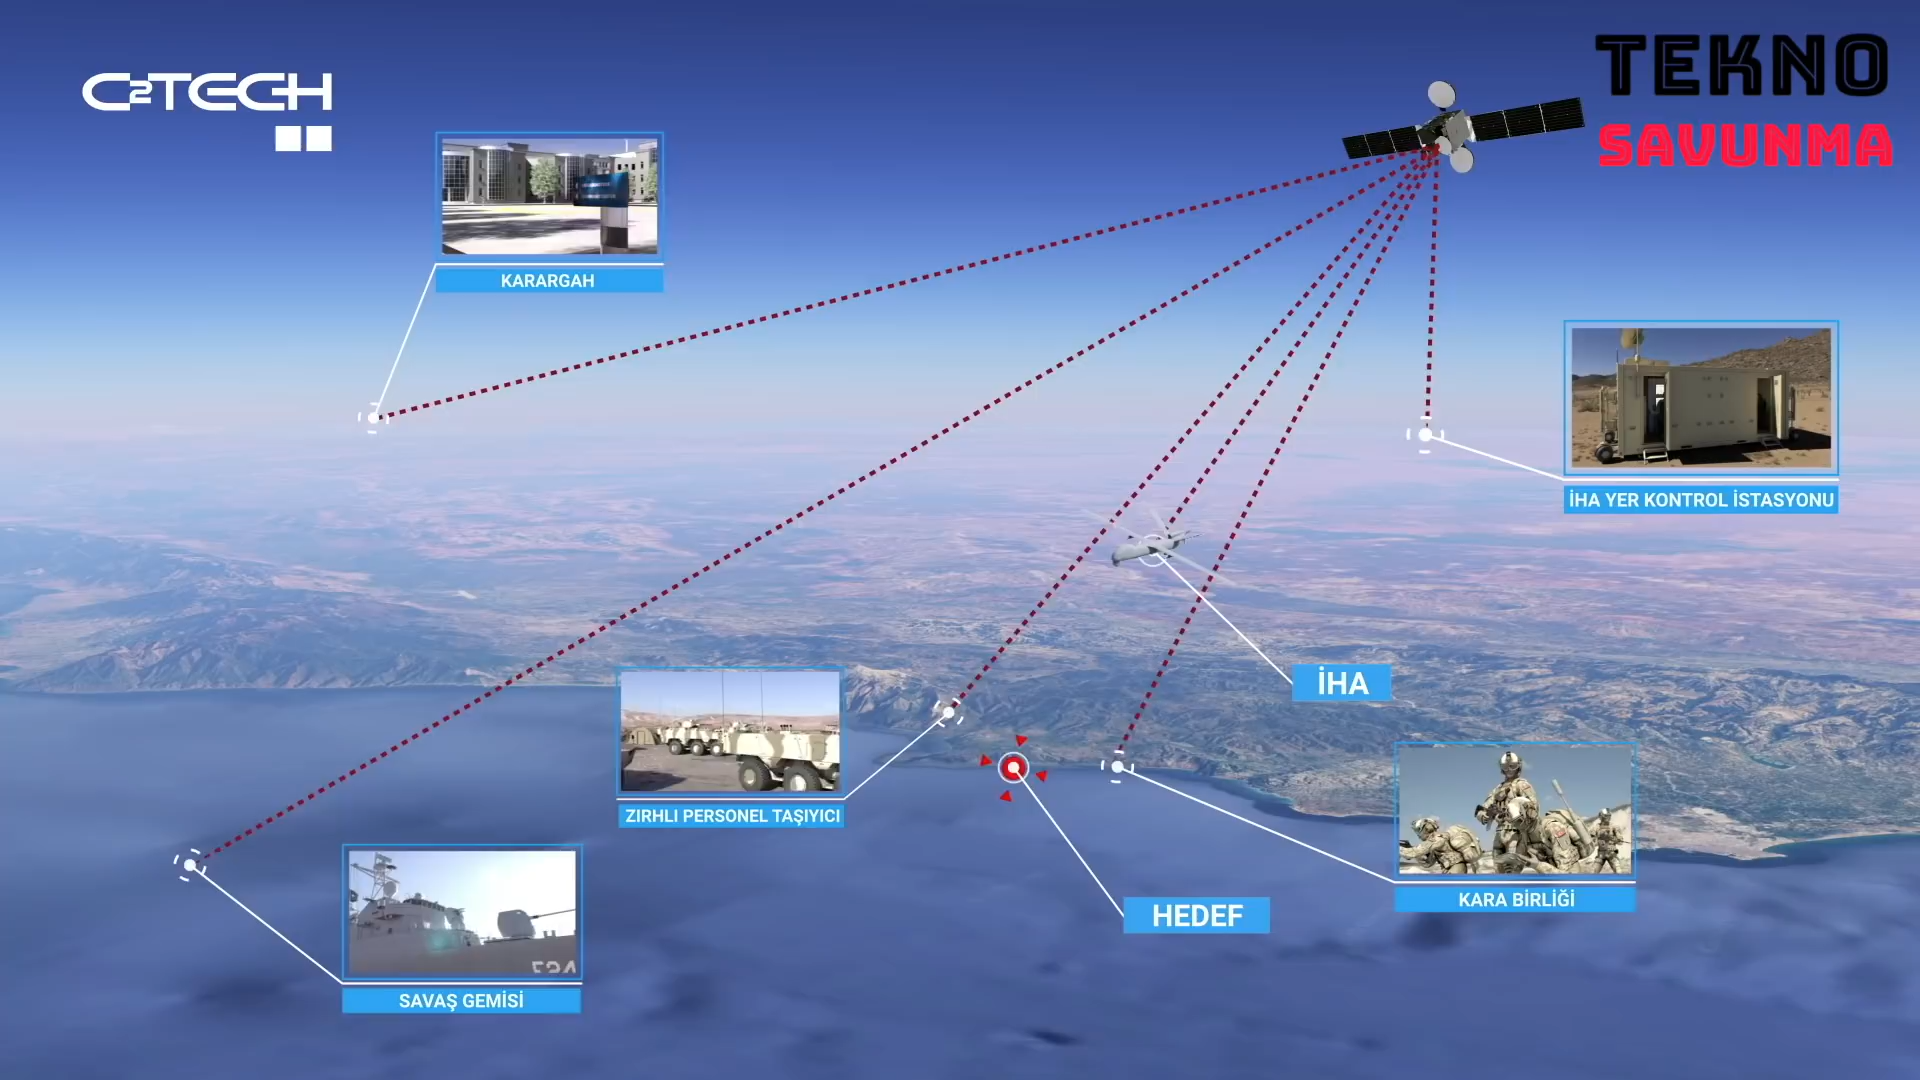 C2TECH
TEKNO
SAVUNMA
KARARGAH
İHA YER KONTROL İSTASYONU
İHA
ZIRHLI PERSONEL TAŞIYICI
KARA BİRLİĞİ
HEDEF
SAVAŞ GEMİSİ